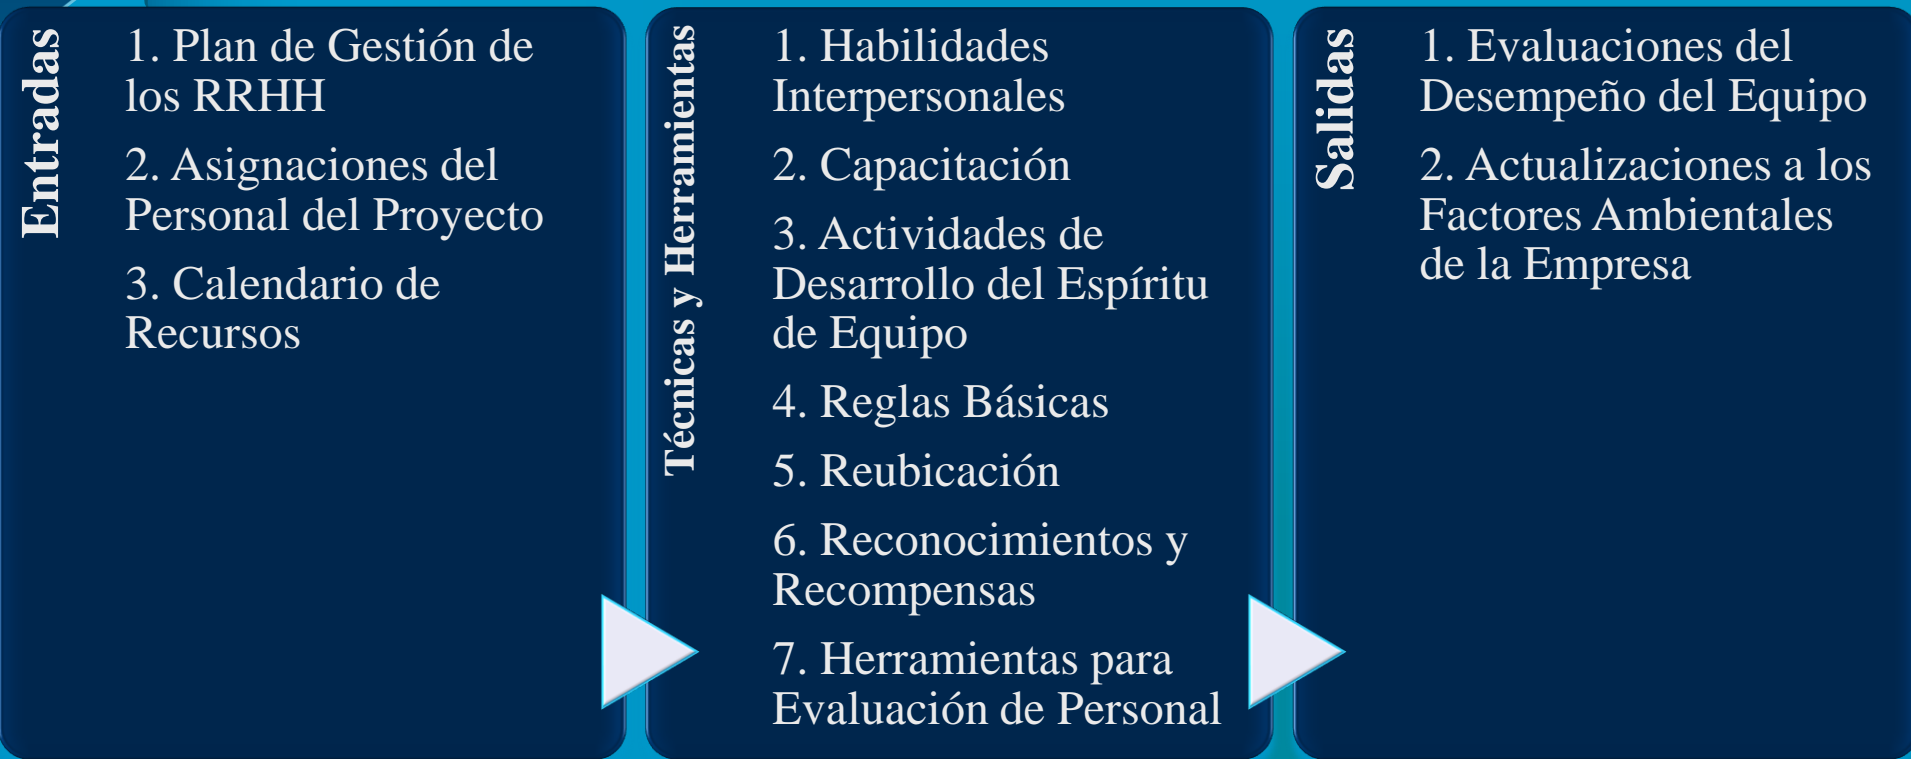 Entradas
1. Plan de Gestión de
los RRHH
2. Asignaciones del
Personal del Proyecto
3. Calendario de
Recursos
Técnicas y Herramientas
1. Habilidades
Interpersonales
2. Capacitación
3. Actividades de
Desarrollo del Espíritu
de Equipo
4. Reglas Básicas
5. Reubicación
6. Reconocimientos y
Recompensas
7. Herramientas para
Evaluación de Personal
Salidas
1. Evaluaciones del
Desempeño del Equipo
2. Actualizaciones a los
Factores Ambientales
de la Empresa